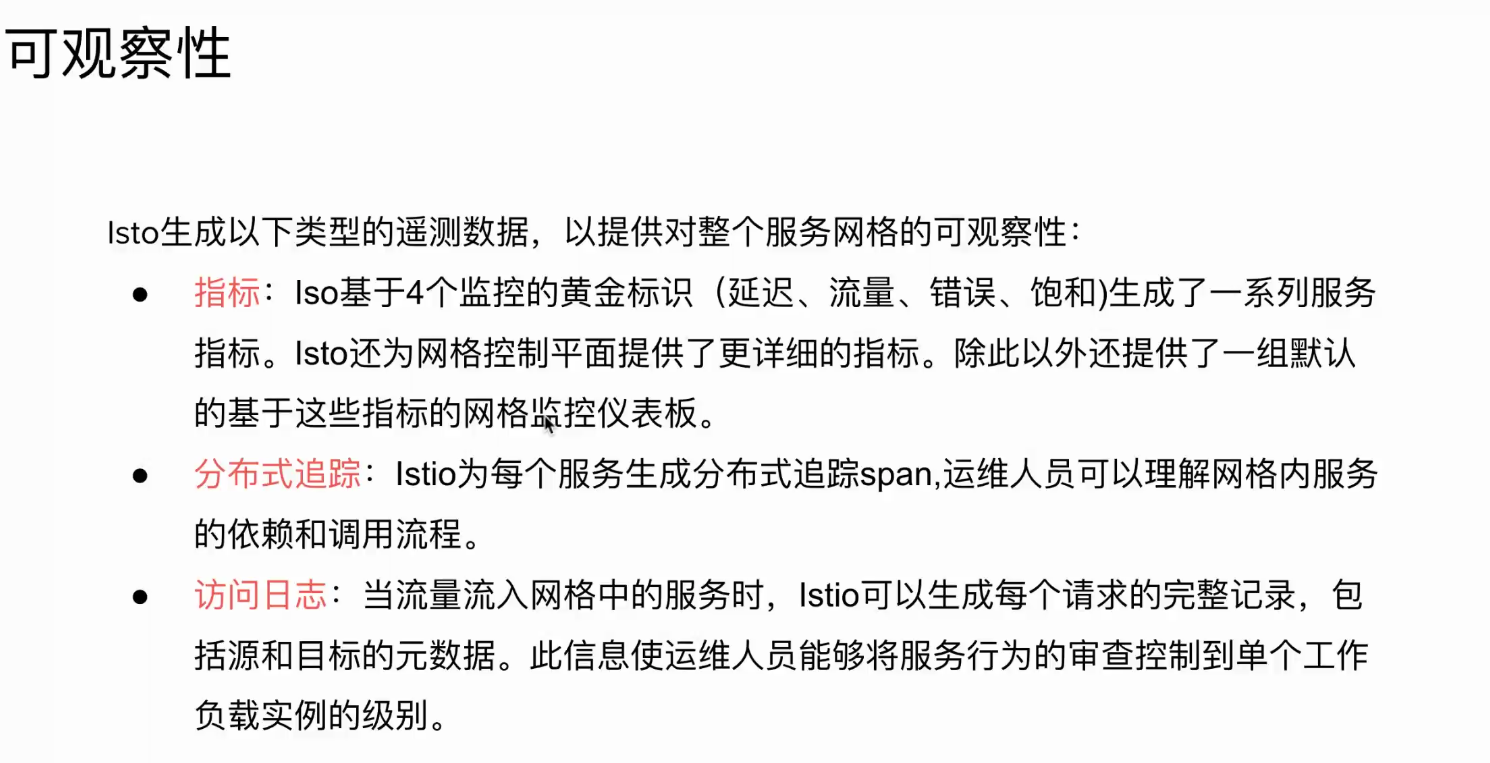 可观察性
Isto生成以下类型的遥测数据，以提供对整个服务网格的可观察性：
● 指标：Iso基于4个监控的黄金标识（延迟、流量、错误、饱和)生成了一系列服务
指标。Isto还为网格控制平面提供了更详细的指标。除此以外还提供了一组默认
的基于这些指标的网格监控仪表板。
● 分布式追踪：Istio为每个服务生成分布式追踪span,运维人员可以理解网格内服务
的依赖和调用流程。
● 访问日志：当流量流入网格中的服务时，Istio可以生成每个请求的完整记录，包
括源和目标的元数据。此信息使运维人员能够将服务行为的审查控制到单个工作
负载实例的级别。